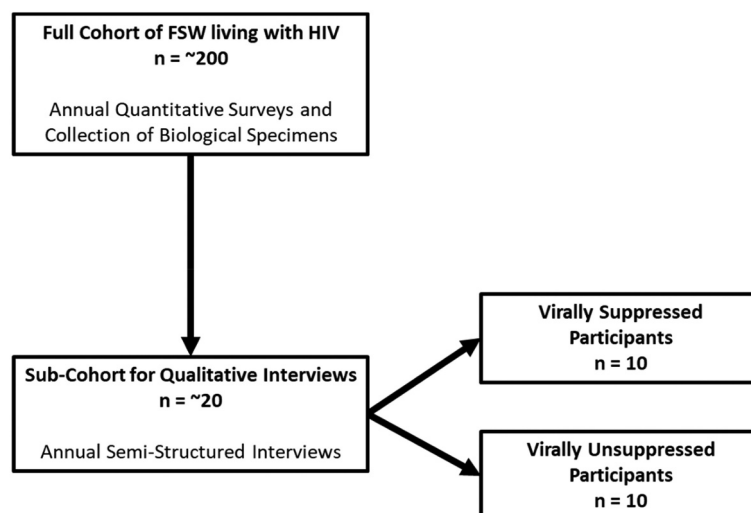 Full Cohort of FSW living with HIV
n = ~200
Annual Quantitative Surveys and
Collection of Biological Specimens
Sub-Cohort for Qualitative Interviews
n = ~20
Annual Semi-Structured Interviews
Virally Suppressed
Participants
n = 10
Virally Unsuppressed
Participants
n = 10